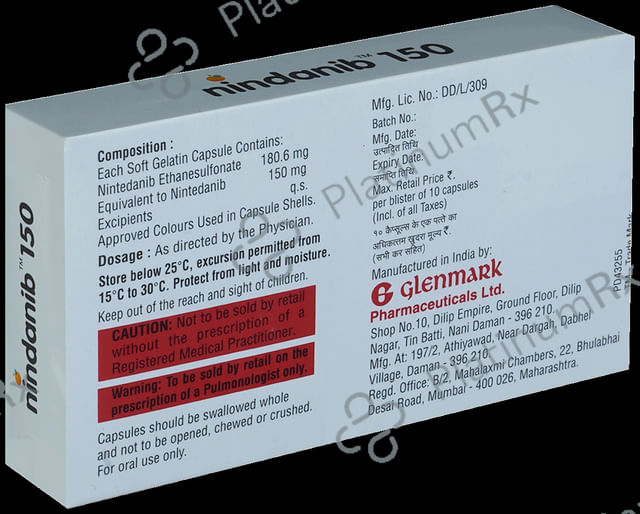 nindanib™ 150
nindanib™ 150
Composition :
Each Soft Gelatin Capsule Contains:
Nintedanib Ethanesulfonate 180.6 mg
Equivalent to Nintedanib 150 mg
Excipients q.s.
Approved Colours Used in Capsule Shells.
Dosage : As directed by the Physician.
Store below 25°C, excursion permitted from
15°C to 30°C. Protect from light and moisture.
Keep out of the reach and sight of children.
CAUTION: Not to be sold by retail
without the prescription of a
Registered Medical Practitioner.
Warning: To be sold by retail on the
prescription of a Pulmonologist only.
Capsules should be swallowed whole
and not to be opened, chewed or crushed.
For oral use only.
Mfg. Lic. No.: DD/L/309
Batch No.:
Mfg. Date:
उत्पादित तिथि
Expiry Date:
समाप्ति तिथि
Max. Retail Price ₹.
per blister of 10 capsules
(Incl. of all Taxes)
१० कैप्सूल्स के एक पत्ते का
अधिकत्तम खुदरा मूल्य ₹.
(सभी कर सहित)
Manufactured in India by:
Glenmark
Pharmaceuticals Ltd.
Shop No.10, Dilip Empire, Ground Floor, Dilip
Nagar, Tin Batti, Nani Daman - 396 210.
Mfg. At: 197/2, Athiyawad, Near Dargah, Dabhel
Village, Daman - 396 210.
Regd. Office: B/2, Mahalaxmi Chambers, 22, Bhulabhai
Desai Road, Mumbai - 400 026, Maharashtra.
PD43255
TM - Trade Mark
PlatinumRx
PlatinumRx
PlatinumRx